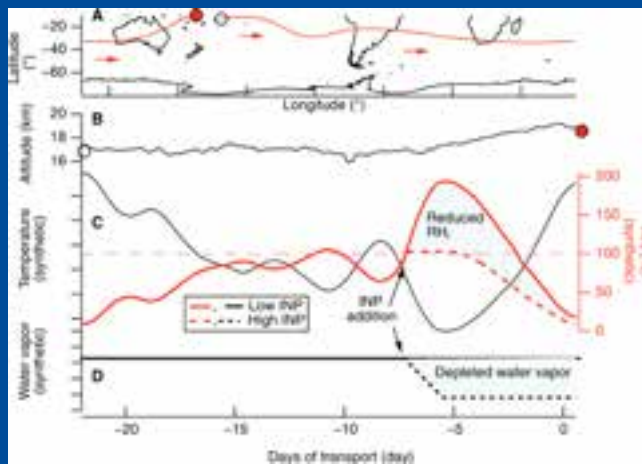 A
Latitude
(°)
−20
−40
−60
Longitude (°)
B
Altitude (km)
20
18
16
C
Temperature
(synthetic)
Reduced
RHi
200
150
100
50
0
(synthetic)
Low INP
High INP
INP
addition
D
Water vapor
(synthetic)
Depleted water vapor
−20
−15
−10
−5
0
Days of transport (day)